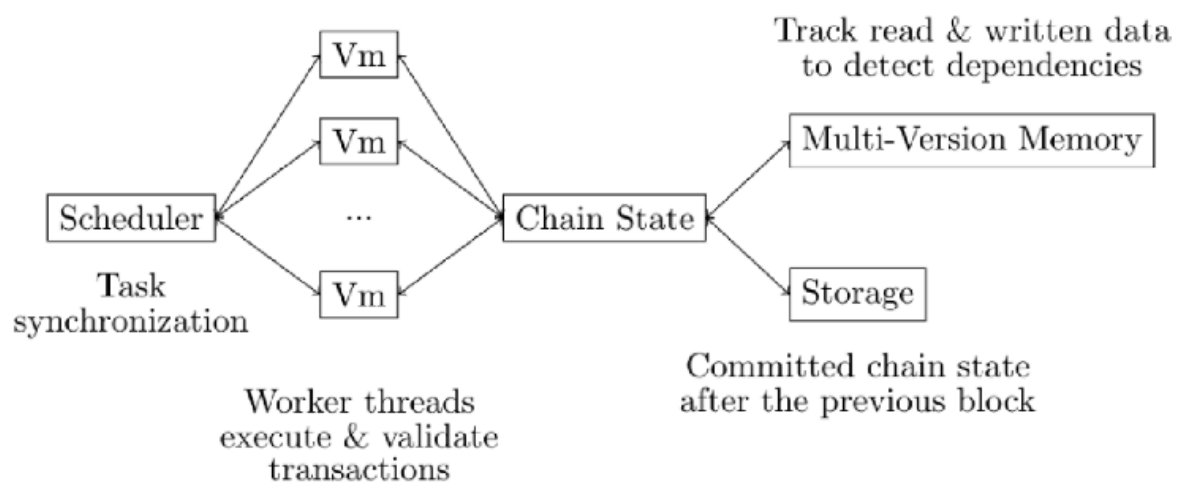 Vm
Track read & written data
to detect dependencies
Vm
Multi-Version Memory
Scheduler
...
Chain State
Task
synchronization
Vm
Storage
Committed chain state
after the previous block
Worker threads
execute & validate
transactions